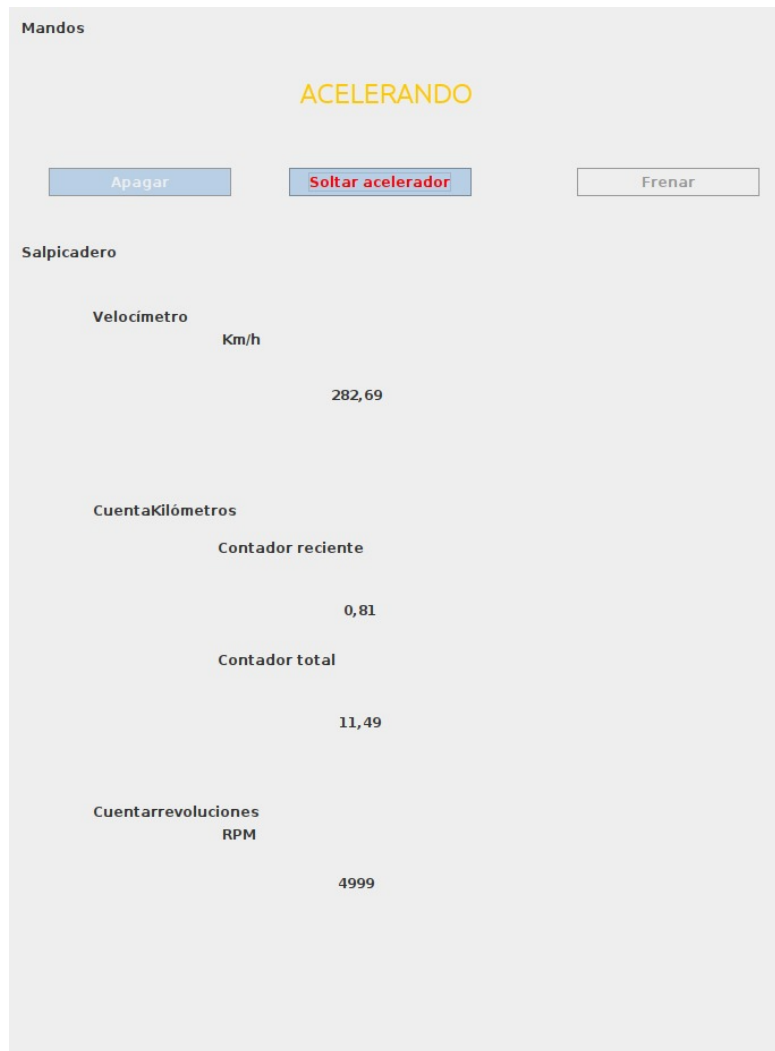 Mandos
ACELERANDO
Apagar Soltar acelerador Frenar
Salpicadero
Velocímetro
Km/h
282,69
CuentaKilómetros
Contador reciente
0,81
Contador total
11,49
Cuentarrevoluciones
RPM
4999